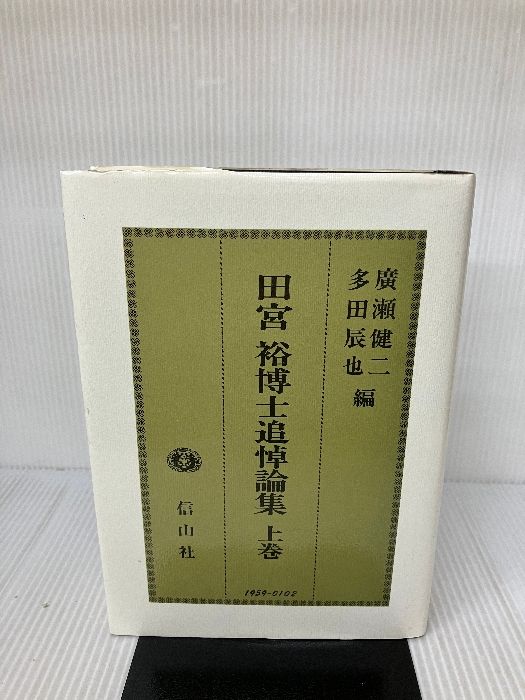 廣瀬健二
多田辰也 編
田宮 裕博士追悼論集 上巻
信山社
1959-0102